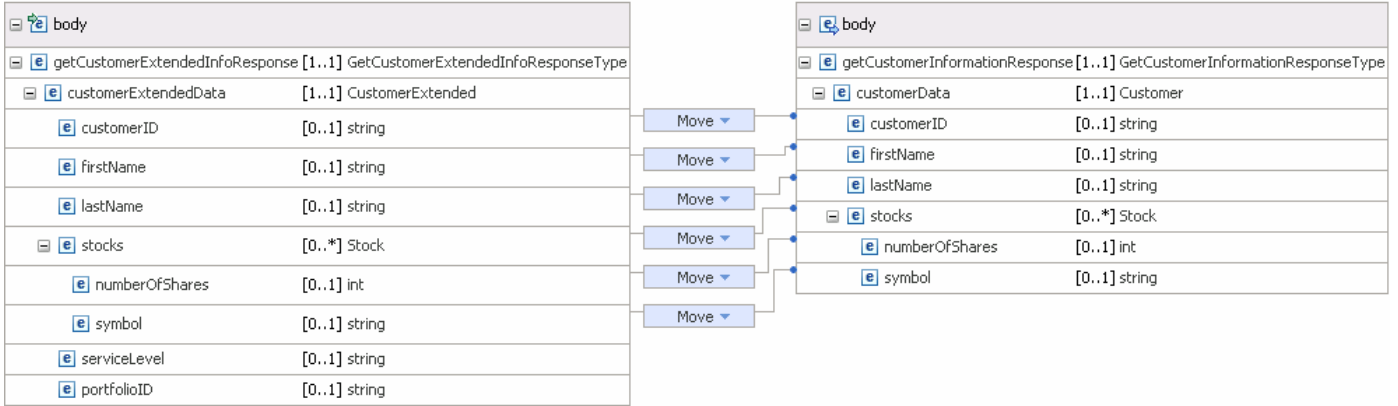 body
getCustomerExtendedInfoResponse [1..1] GetCustomerExtendedInfoResponseType
customerExtendedData [1..1] CustomerExtended
customerID [0..1] string
firstName [0..1] string
lastName [0..1] string
stocks [0..*] Stock
numberOfShares [0..1] int
symbol [0..1] string
serviceLevel [0..1] string
portfolioID [0..1] string
Move
Move
Move
Move
Move
Move
body
getCustomerInformationResponse [1..1] GetCustomerInformationResponseType
customerData [1..1] Customer
customerID [0..1] string
firstName [0..1] string
lastName [0..1] string
stocks [0..*] Stock
numberOfShares [0..1] int
symbol [0..1] string